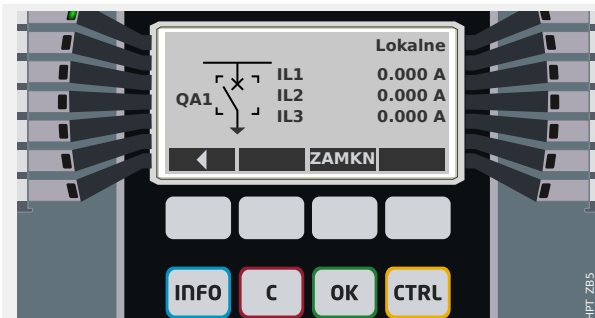 Lokalne
IL1 0.000 A
QA1 IL2 0.000 A
IL3 0.000 A
ZAMKN
INFO C OK CTRL
HPT ZB5